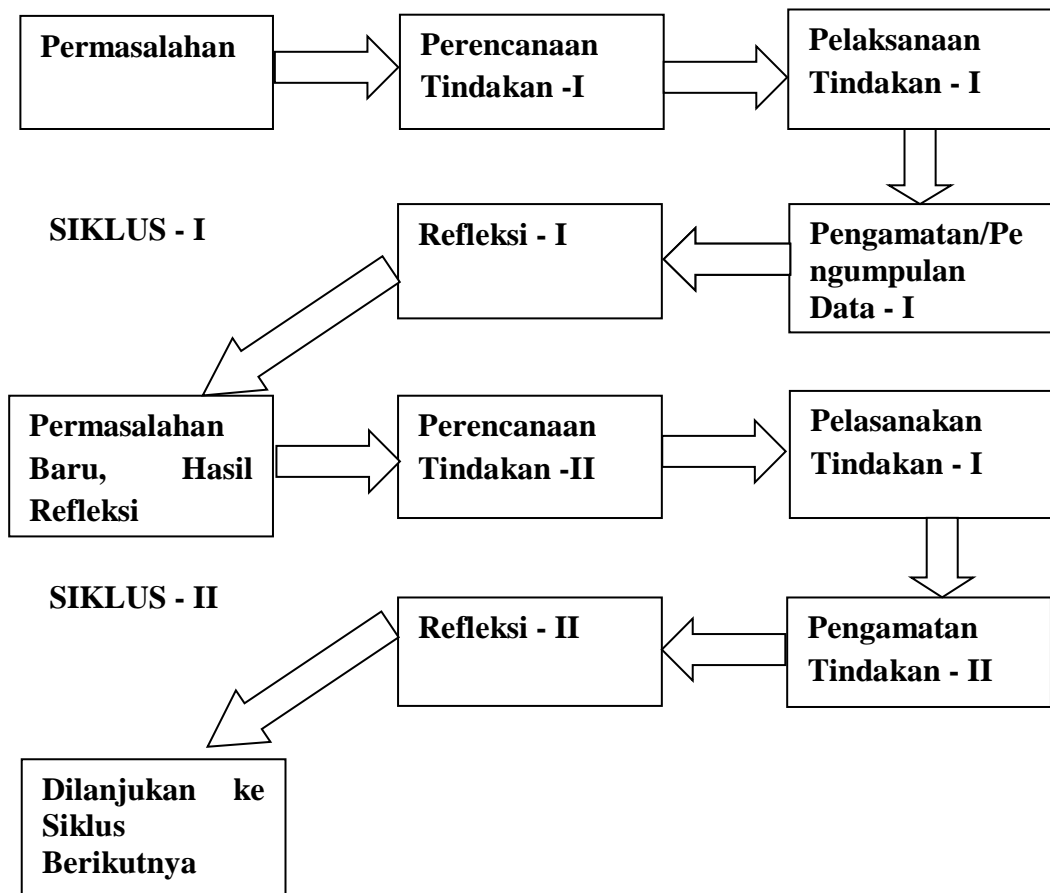 Permasalahan
Perencanaan
Tindakan -I
Pelaksanaan
Tindakan - I
SIKLUS - I
Refleksi - I
Pengamatan/Pe
ngumpulan
Data - I
Permasalahan
Baru, Hasil
Refleksi
Perencanaan
Tindakan -II
Pelasanakan
Tindakan - I
SIKLUS - II
Refleksi - II
Pengamatan
Tindakan - II
Dilanjukan ke
Siklus
Berikutnya